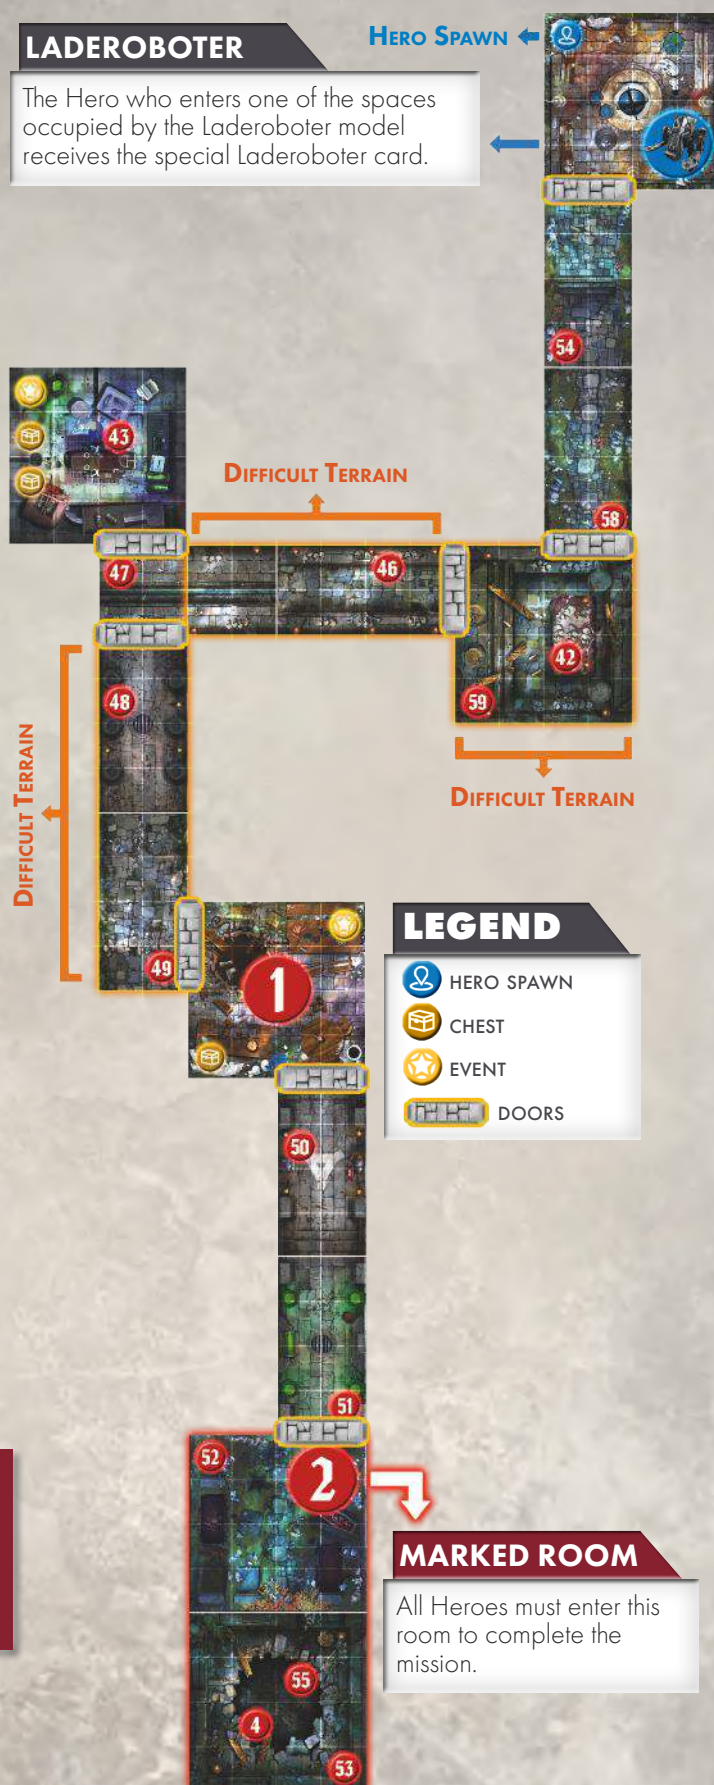 LADEROBOTER
The Hero who enters one of the spaces
occupied by the Laderoboter model
receives the special Laderoboter card.
HERO SPAWN
54
58
43
DIFFICULT TERRAIN
47
46
42
59
48
DIFFICULT TERRAIN
DIFFICULT TERRAIN
49
1
LEGEND
HERO SPAWN
CHEST
EVENT
DOORS
50
51
52
2
MARKED ROOM
All Heroes must enter this
room to complete the
mission.
55
4
53